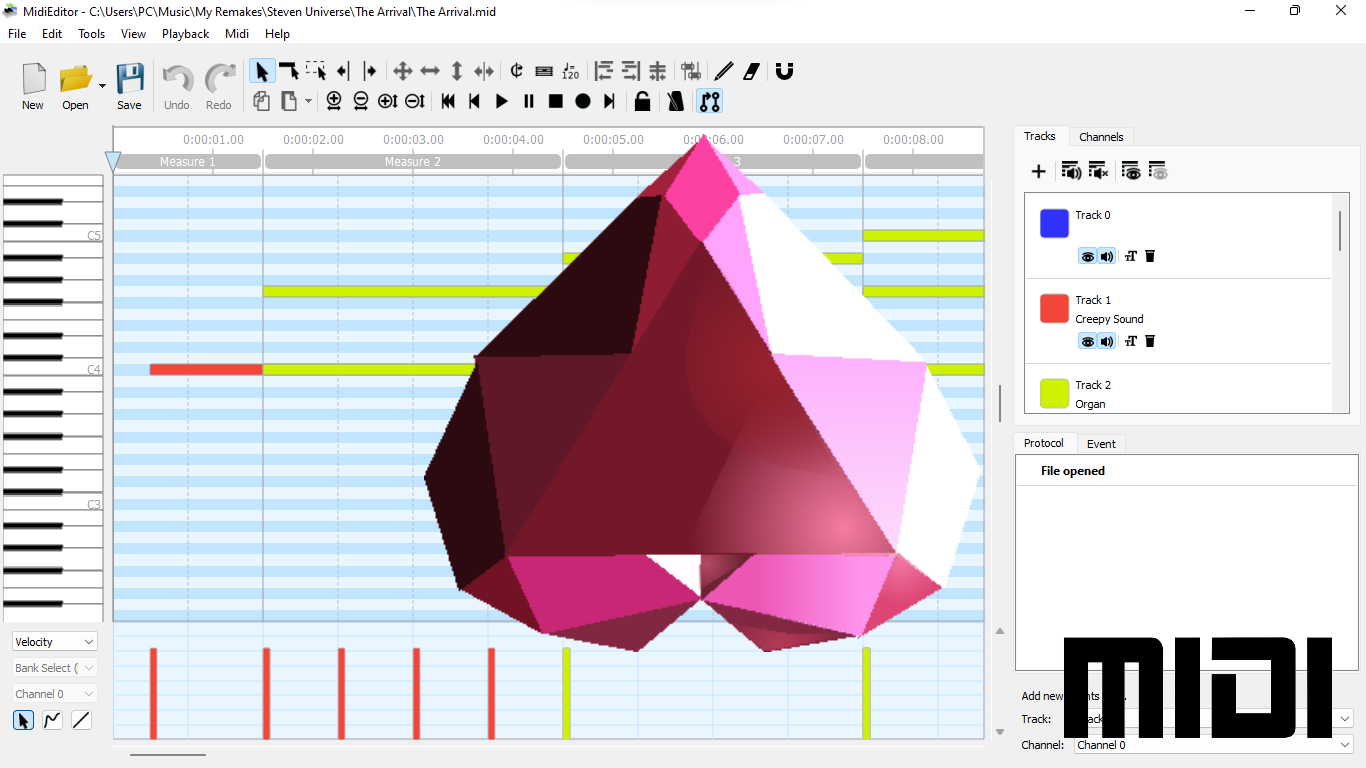 MidiEditor - C:\Users\PC\Music\My Remakes\Steven Universe\The Arrival\The Arrival.mid
File Edit Tools View Playback Midi Help
New Open Save Undo Redo
120
0:00:01.00 0:00:02.00 0:00:03.00 0:00:04.00 0:00:05.00 0:00:06.00 0:00:07.00 0:00:08.00
Measure 1 Measure 2 3
C5
C4
C3
Velocity
Bank Select (
Channel 0
Tracks Channels
Track 0
Track 1
Creepy Sound
Track 2
Organ
Protocol Event
File opened
Add new
Track:
Channel: Channel 0
MIDI